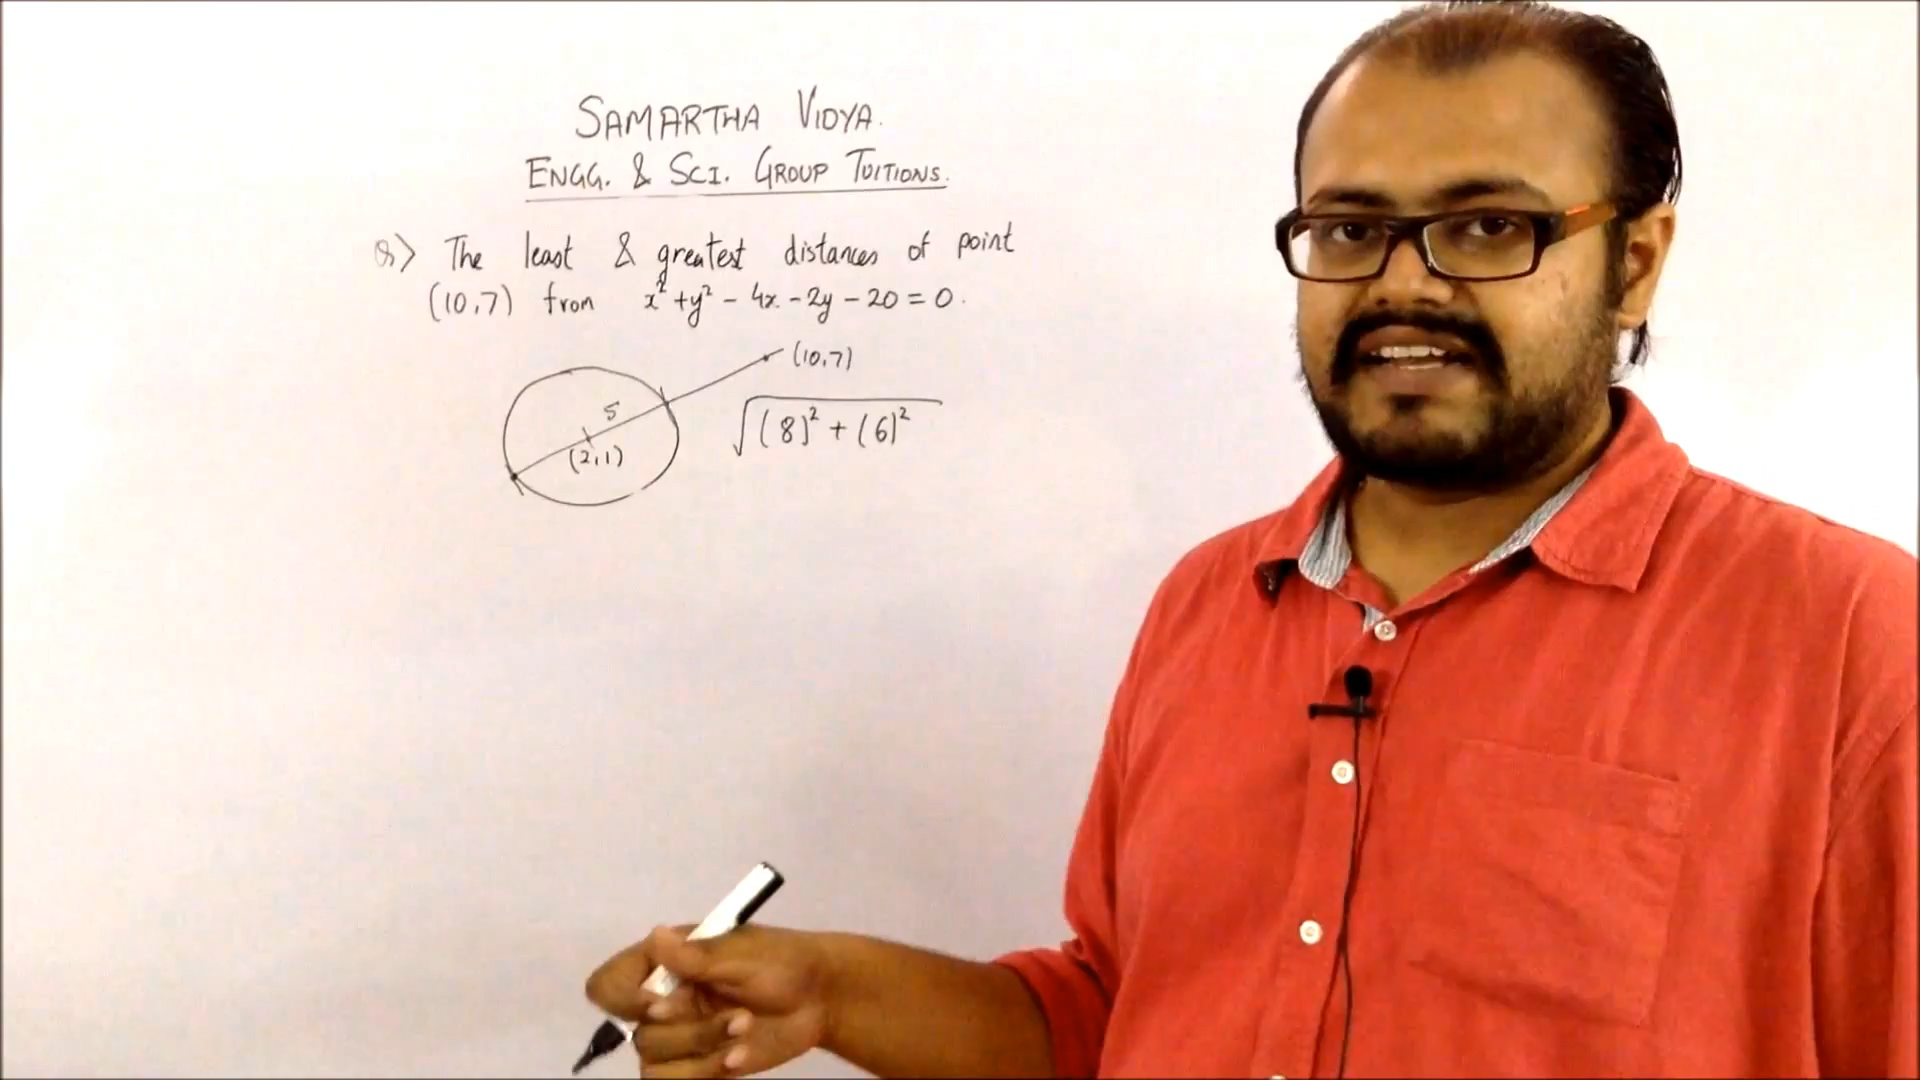 SAMARTHA VIDYA.
ENGG. & SCI. GROUP TUITIONS.
Q> The least & greatest distances of point
(10,7) from x² + y² - 4x - 2y - 20 = 0.
(10,7)
5
(2,1)
√(8)² + (6)²